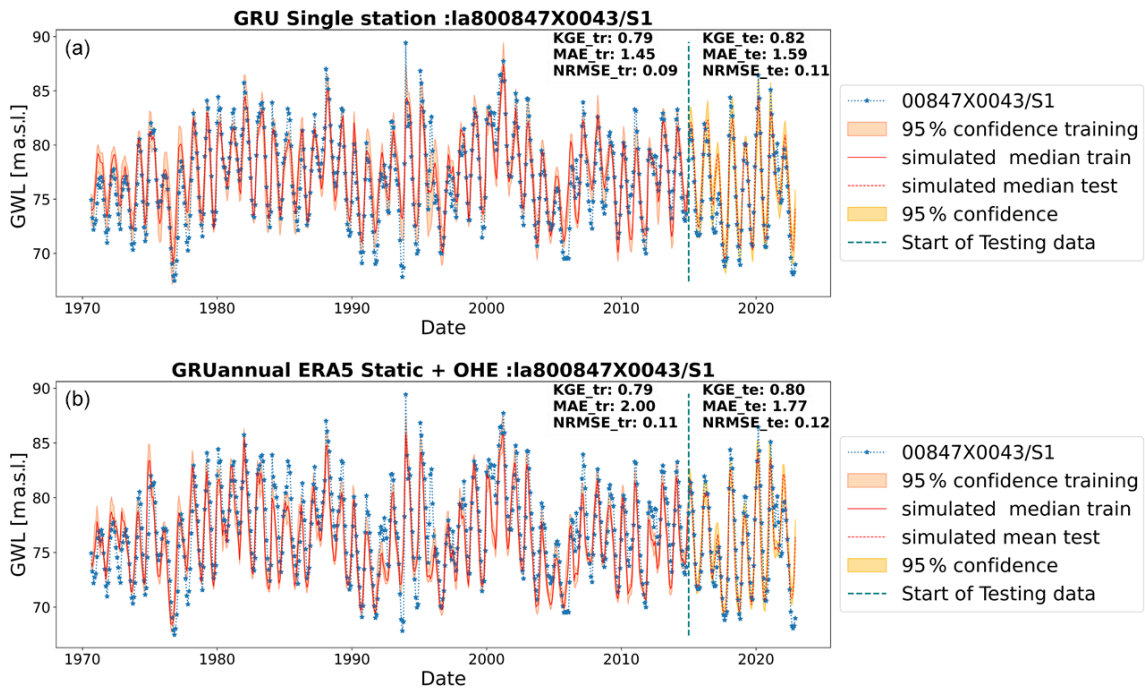 GRU Single station :la800847X0043/S1
(a)
KGE_tr: 0.79
MAE_tr: 1.45
NRMSE_tr: 0.09
KGE_te: 0.82
MAE_te: 1.59
NRMSE_te: 0.11
GWL [m a.s.l.]
90
85
80
75
70
1970
1980
1990
2000
2010
2020
Date
00847X0043/S1
95 % confidence training
simulated median train
simulated median test
95 % confidence
Start of Testing data
GRUannual ERA5 Static + OHE :la800847X0043/S1
(b)
KGE_tr: 0.79
MAE_tr: 2.00
NRMSE_tr: 0.11
KGE_te: 0.80
MAE_te: 1.77
NRMSE_te: 0.12
GWL [m a.s.l.]
90
85
80
75
70
1970
1980
1990
2000
2010
2020
Date
00847X0043/S1
95 % confidence training
simulated median train
simulated mean test
95 % confidence
Start of Testing data